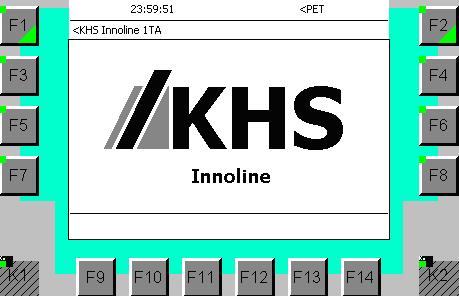 23:59:51 <PET
<KHS Innoline 1TA
F1
F2
F3
F4
KHS
F5
F6
Innoline
F7
F8
K1
F9 F10 F11 F12 F13 F14
K2